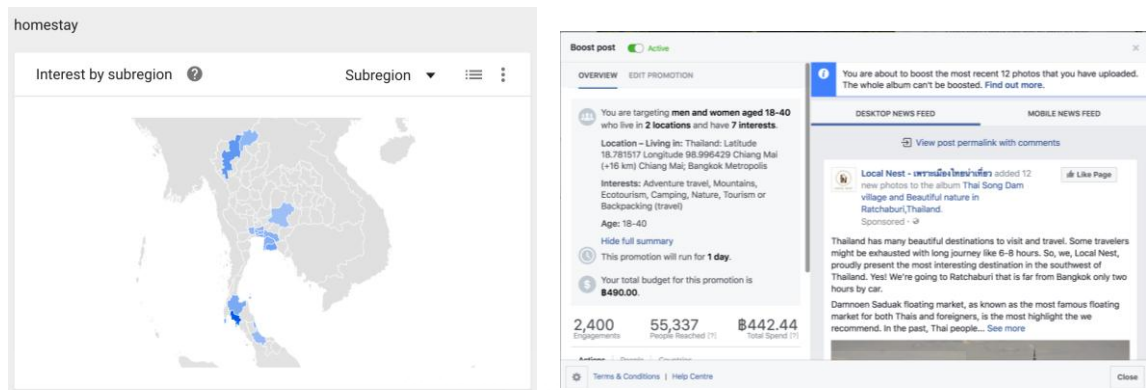 homestay
Interest by subregion
Subregion
Boost post Active
OVERVIEW EDIT PROMOTION
You are targeting men and women aged 18-40
who live in 2 locations and have 7 interests.
Location – Living in: Thailand: Latitude
18.781517 Longitude 98.996429 Chiang Mai
(+16 km) Chiang Mai; Bangkok Metropolis
Interests: Adventure travel, Mountains,
Ecotourism, Camping, Nature, Tourism or
Backpacking (travel)
Age: 18-40
Hide full summary
This promotion will run for 1 day.
Your total budget for this promotion is
฿490.00.
2,400 55,337 ฿442.44
Engagements People Reached [?] Total Spend [?]
Actions People Countries
You are about to boost the most recent 12 photos that you have uploaded.
The whole album can't be boosted. Find out more.
DESKTOP NEWS FEED MOBILE NEWS FEED
View post permalink with comments
Local Nest - เพราะเมืองไทยน่าเที่ยว added 12
new photos to the album Thai Song Dam
village and Beautiful nature in
Ratchaburi,Thailand.
Sponsored ·
Like Page
Thailand has many beautiful destinations to visit and travel. Some travelers
might be exhausted with long journey like 6-8 hours. So, we, Local Nest,
proudly present the most interesting destination in the southwest of
Thailand. Yes! We're going to Ratchaburi that is far from Bangkok only two
hours by car.
Damnoen Saduak floating market, as known as the most famous floating
market for both Thais and foreigners, is the most highlight the we
recommend. In the past, Thai people... See more
Terms & Conditions | Help Centre
Close